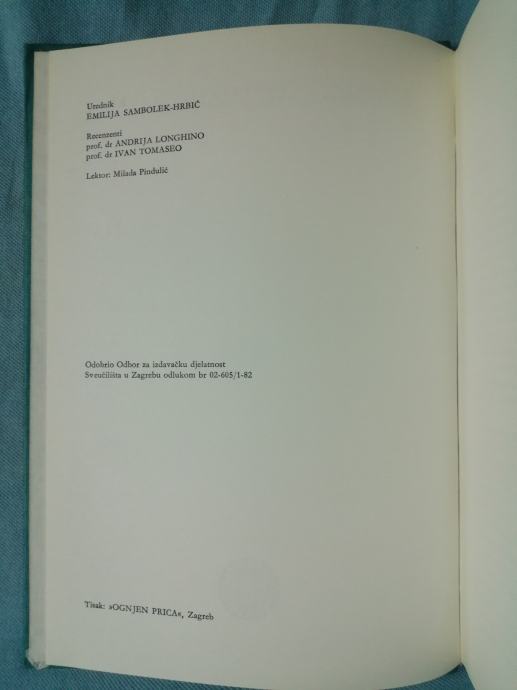 Urednik
EMILIJA SAMBOLEK-HRBIČ
Recenzenti
prof. dr ANDRIJA LONGHINO
prof. dr IVAN TOMASEO
Lektor: Milada Pindulić
Odobrio Odbor za izdavačku djelatnost
Sveučilišta u Zagrebu odlukom br 02-605/1-82
Tisak: »OGNJEN PRICA«, Zagreb